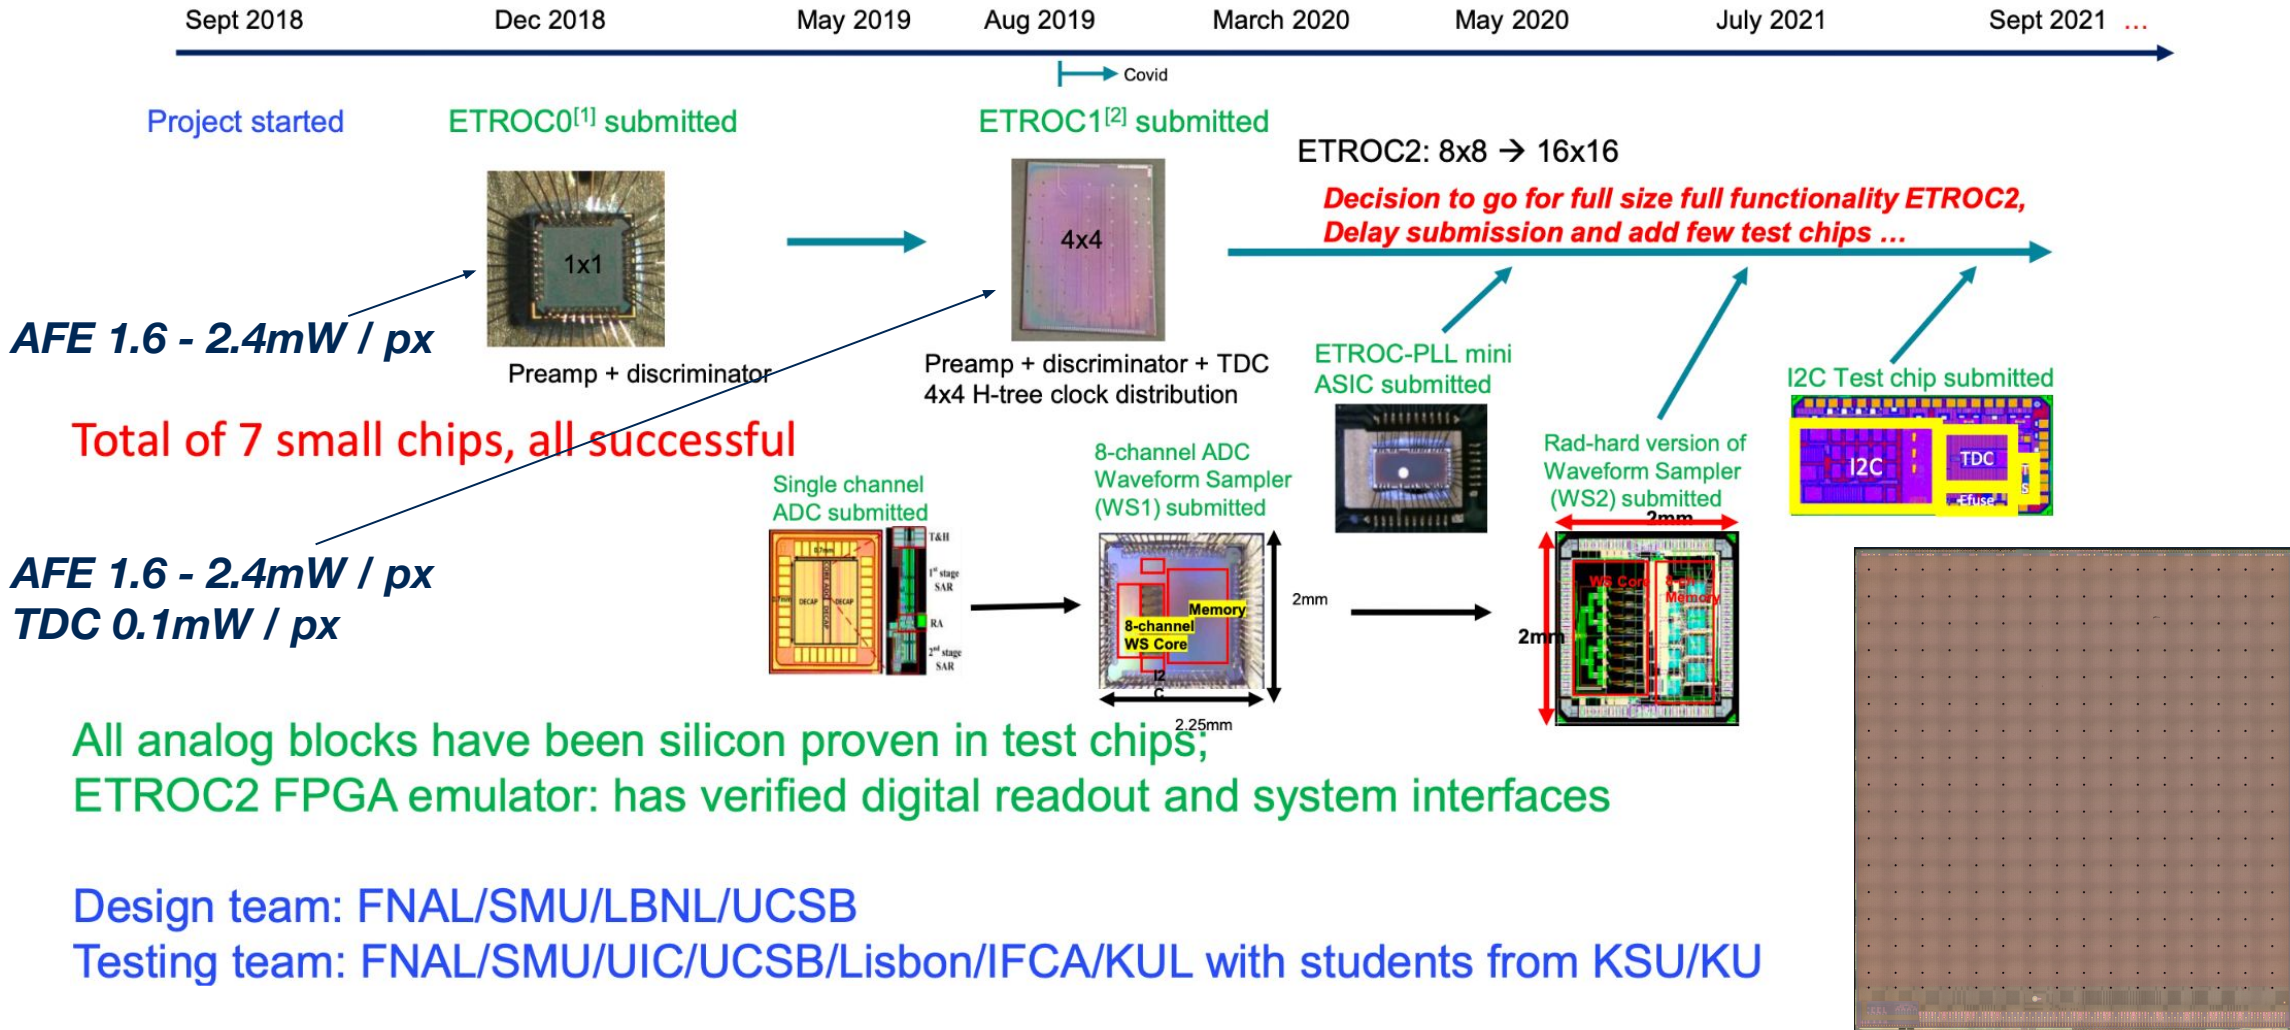 Sept 2018 Dec 2018 May 2019 Aug 2019 March 2020 May 2020 July 2021 Sept 2021 ...
Covid
Project started
ETROC0[1] submitted
ETROC1[2] submitted
ETROC2: 8x8 → 16x16
Decision to go for full size full functionality ETROC2,
Delay submission and add few test chips ...
1x1
4x4
AFE 1.6 - 2.4mW / px
Preamp + discriminator
Preamp + discriminator + TDC
4x4 H-tree clock distribution
ETROC-PLL mini
ASIC submitted
I2C Test chip submitted
I2C
TDC
Efuse
Total of 7 small chips, all successful
Single channel
ADC submitted
8-channel ADC
Waveform Sampler
(WS1) submitted
Rad-hard version of
Waveform Sampler
(WS2) submitted
AFE 1.6 - 2.4mW / px
TDC 0.1mW / px
0.7mm
DECAP
DECAP
T&H
1st stage
SAR
RA
2nd stage
SAR
Memory
8-channel
WS Core
I2
C
2mm
2.25mm
2mm
2mm
WS Core
8-ch
Memory
All analog blocks have been silicon proven in test chips;
ETROC2 FPGA emulator: has verified digital readout and system interfaces
Design team: FNAL/SMU/LBNL/UCSB
Testing team: FNAL/SMU/UIC/UCSB/Lisbon/IFCA/KUL with students from KSU/KU